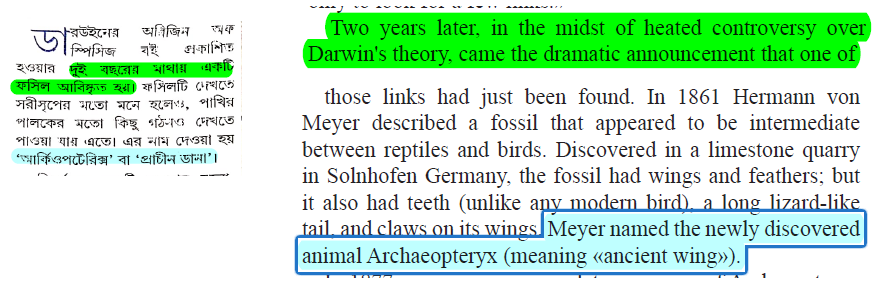 ডারউইনের অরিজিন অফ
স্পিসিজ বই প্রকাশিত
হওয়ার দুই বছরের মাথায় একটি
ফসিল আবিষ্কৃত হয়। ফসিলটি দেখতে
সরীসৃপের মতো মনে হলেও, পাখির
পালকের মতো কিছু গঠনও দেখতে
পাওয়া যায় এতে। এর নাম দেওয়া হয়
‘আর্কিওপটেরিক্স’ বা ‘প্রাচীন ডানা’।
Two years later, in the midst of heated controversy over
Darwin's theory, came the dramatic announcement that one of
those links had just been found. In 1861 Hermann von
Meyer described a fossil that appeared to be intermediate
between reptiles and birds. Discovered in a limestone quarry
in Solnhofen Germany, the fossil had wings and feathers; but
it also had teeth (unlike any modern bird), a long lizard-like
tail, and claws on its wings. Meyer named the newly discovered
animal Archaeopteryx (meaning «ancient wing»).